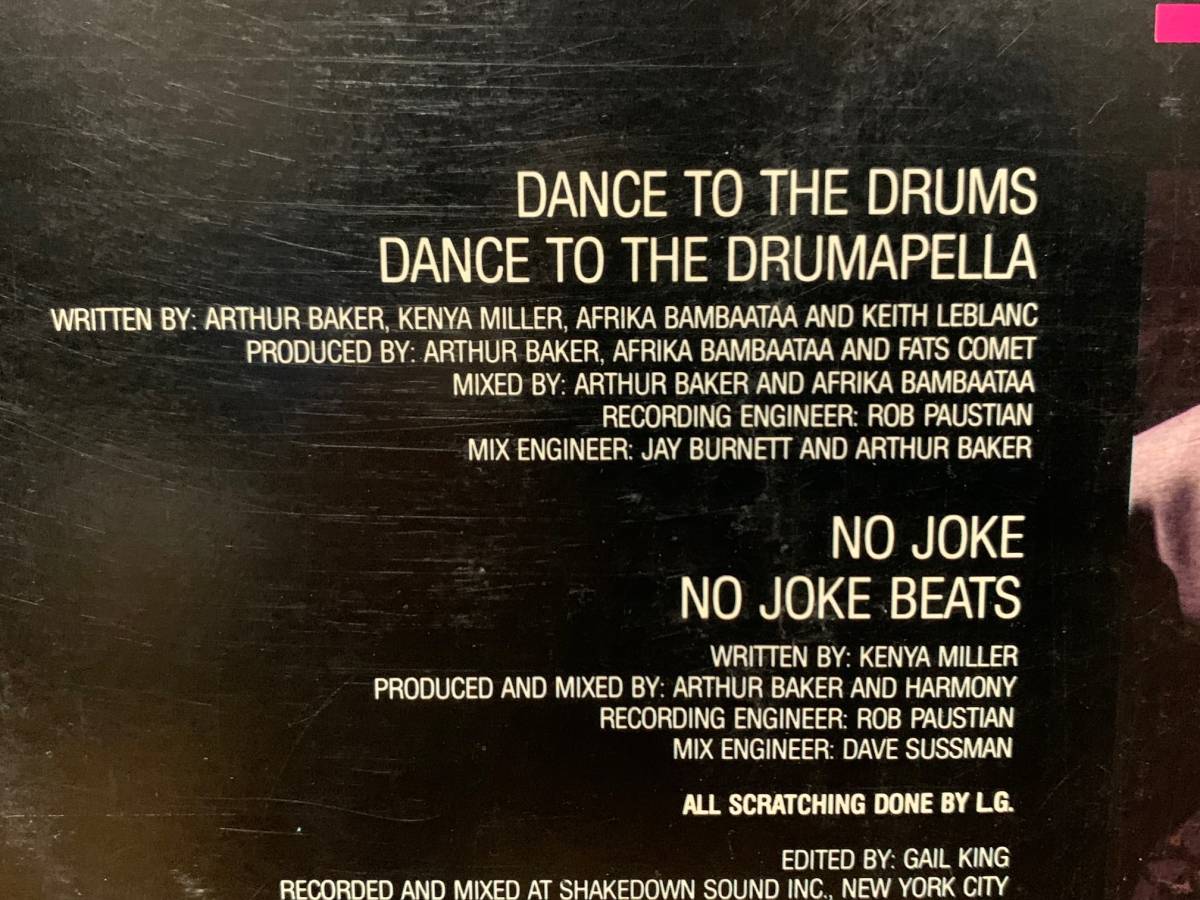 DANCE TO THE DRUMS
DANCE TO THE DRUMAPELLA
WRITTEN BY: ARTHUR BAKER, KENYA MILLER, AFRIKA BAMBAATAA AND KEITH LEBLANC
PRODUCED BY: ARTHUR BAKER, AFRIKA BAMBAATAA AND FATS COMET
MIXED BY: ARTHUR BAKER AND AFRIKA BAMBAATAA
RECORDING ENGINEER: ROB PAUSTIAN
MIX ENGINEER: JAY BURNETT AND ARTHUR BAKER
NO JOKE
NO JOKE BEATS
WRITTEN BY: KENYA MILLER
PRODUCED AND MIXED BY: ARTHUR BAKER AND HARMONY
RECORDING ENGINEER: ROB PAUSTIAN
MIX ENGINEER: DAVE SUSSMAN
ALL SCRATCHING DONE BY L.G.
EDITED BY: GAIL KING
RECORDED AND MIXED AT SHAKEDOWN SOUND INC., NEW YORK CITY